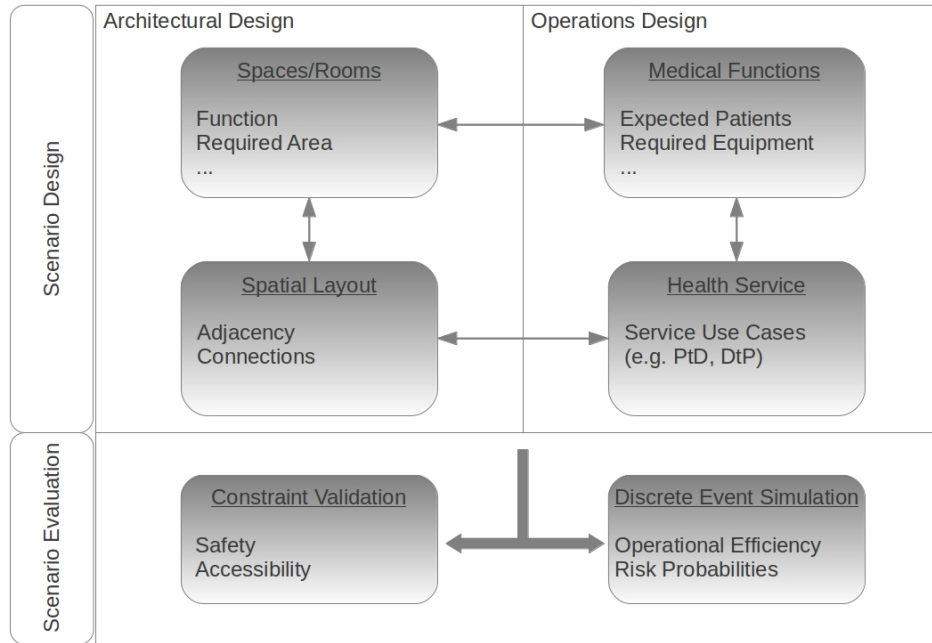 Architectural Design
Operations Design
Scenario Design
Spaces/Rooms
Function
Required Area
...
Medical Functions
Expected Patients
Required Equipment
...
Spatial Layout
Adjacency
Connections
Health Service
Service Use Cases
(e.g. PtD, DtP)
Scenario Evaluation
Constraint Validation
Safety
Accessibility
Discrete Event Simulation
Operational Efficiency
Risk Probabilities